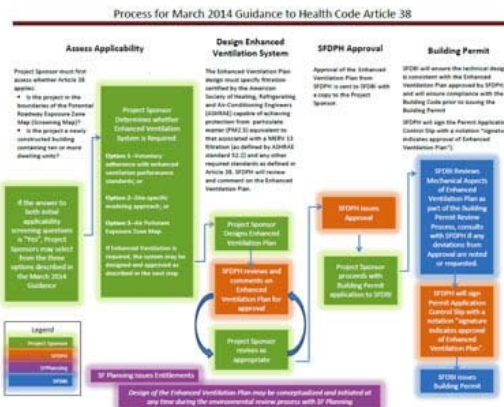 Process for March 2014 Guidance to Health Code Article 38
Assess Applicability
Project Sponsor must first
assess whether Article 38
applies:
• Is the project in the
boundaries of the Potential
Roadway Exposure Zone
Map (Screening Map)?
• Is the project a newly
constructed building
containing ten or more
dwelling units?
If the answer to
both initial
applicability
screening questions
is "Yes", Project
Sponsors may select
from the three
options described in
the March 2014
Guidance
Project Sponsor
Determines whether
Enhanced Ventilation
System is Required
Option 1–Voluntary
adherence with enhanced
ventilation performance
standards, or
Option 2–Site specific
modeling approach, or
Option 3–Air Pollutant
Exposure Zone Map.
If Enhanced Ventilation is
required, the system may be
designed and approved as
described in the next step
Design Enhanced
Ventilation System
The Enhanced Ventilation Plan
design must specify filtration
certified by the American
Society of Heating, Refrigerating
and Air-Conditioning Engineers
(ASHRAE) capable of achieving
protection from particulate
matter (PM2.5) equivalent to
that associated with a MERV 13
filtration (as defined by ASHRAE
standard 52.2) and any other
required standards as defined in
Article 38. SFDPH will review
and comment on the Enhanced
Ventilation Plan.
Project Sponsor
Designs Enhanced
Ventilation Plan
SFDPH reviews and
comments on
Enhanced
Ventilation Plan for
approval
Project Sponsor
revises as
appropriate
SFDPH Approval
Approval of the Enhanced
Ventilation Plan from
SFDPH is sent to SFDBI with
a copy to the Project
Sponsor.
SFDPH issues
Approval
Project Sponsor
proceeds with
Building Permit
application to SFDBI
Building Permit
SFDBI will ensure the technical design
is consistent with the Enhanced
Ventilation Plan approved by SFDPH,
and will ensure compliance with the
Building Code prior to issuing the
Building Permit
SFDPH will sign the Permit Application
Control Slip with a notation "signature
indicates approval of Enhanced
Ventilation Plan".
SFDBI Reviews
Mechanical Aspects
of Enhanced
Ventilation Plan as
part of the Building
Permit Review
Process, consults
with SFDPH if any
deviations from
Approval are noted
or requested.
SFDPH will sign
Permit Application
Control Slip with a
notation "signature
indicates approval of
Enhanced
Ventilation Plan".
SFDBI Issues
Building Permit
Legend
Project Sponsor
SFDPH
SFPlanning
SFDBI
SF Planning Issues Entitlements
Design of the Enhanced Ventilation Plan may be conceptualized and initiated at
any time during the environmental review process with SF Planning